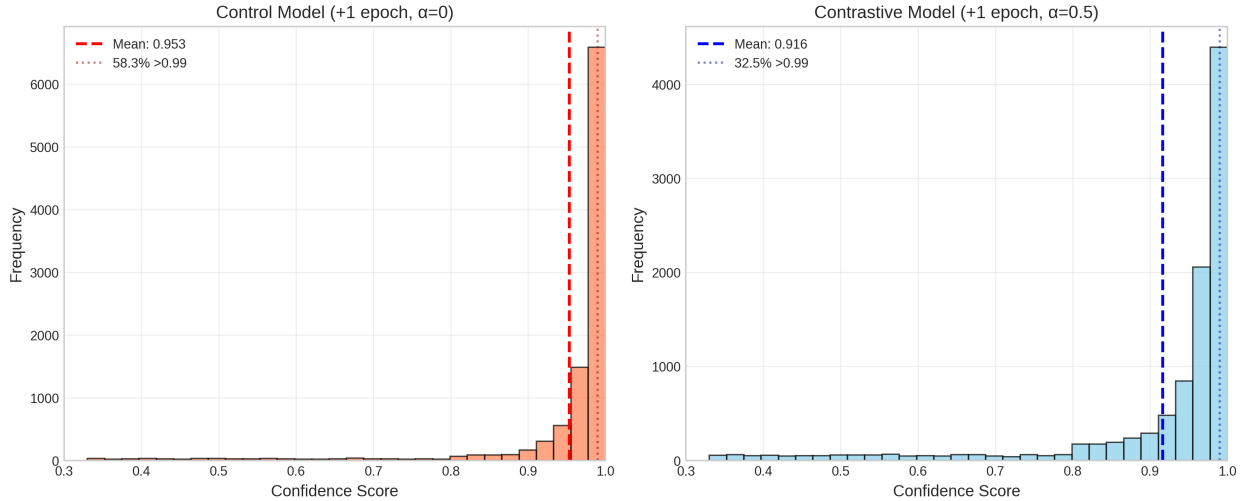 Control Model (+1 epoch, α=0)
Mean: 0.953
58.3% >0.99
Frequency
6000
5000
4000
3000
2000
1000
0
0.3 0.4 0.5 0.6 0.7 0.8 0.9 1.0
Confidence Score
Contrastive Model (+1 epoch, α=0.5)
Mean: 0.916
32.5% >0.99
Frequency
4000
3000
2000
1000
0
0.3 0.4 0.5 0.6 0.7 0.8 0.9 1.0
Confidence Score